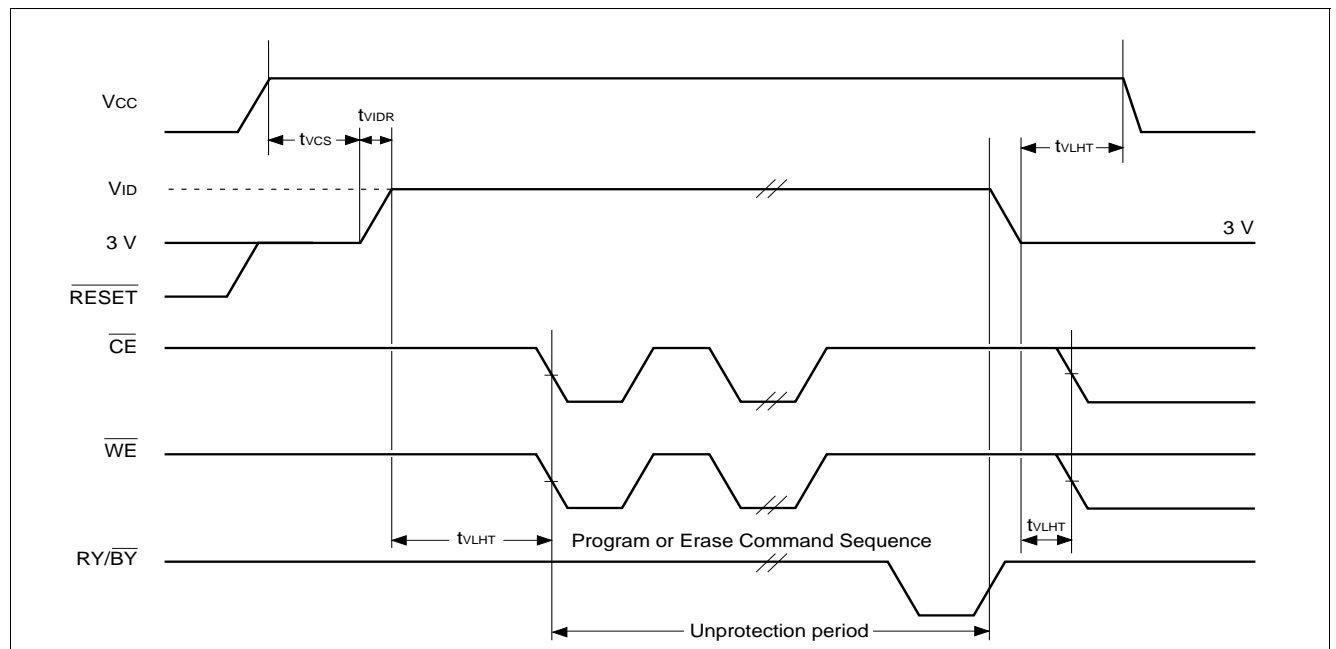 VCC
tVIDR
tVCS
tVLHT
VID
3 V
3 V
RESET
CE
WE
tVLHT
Program or Erase Command Sequence
tVLHT
RY/BY
Unprotection period